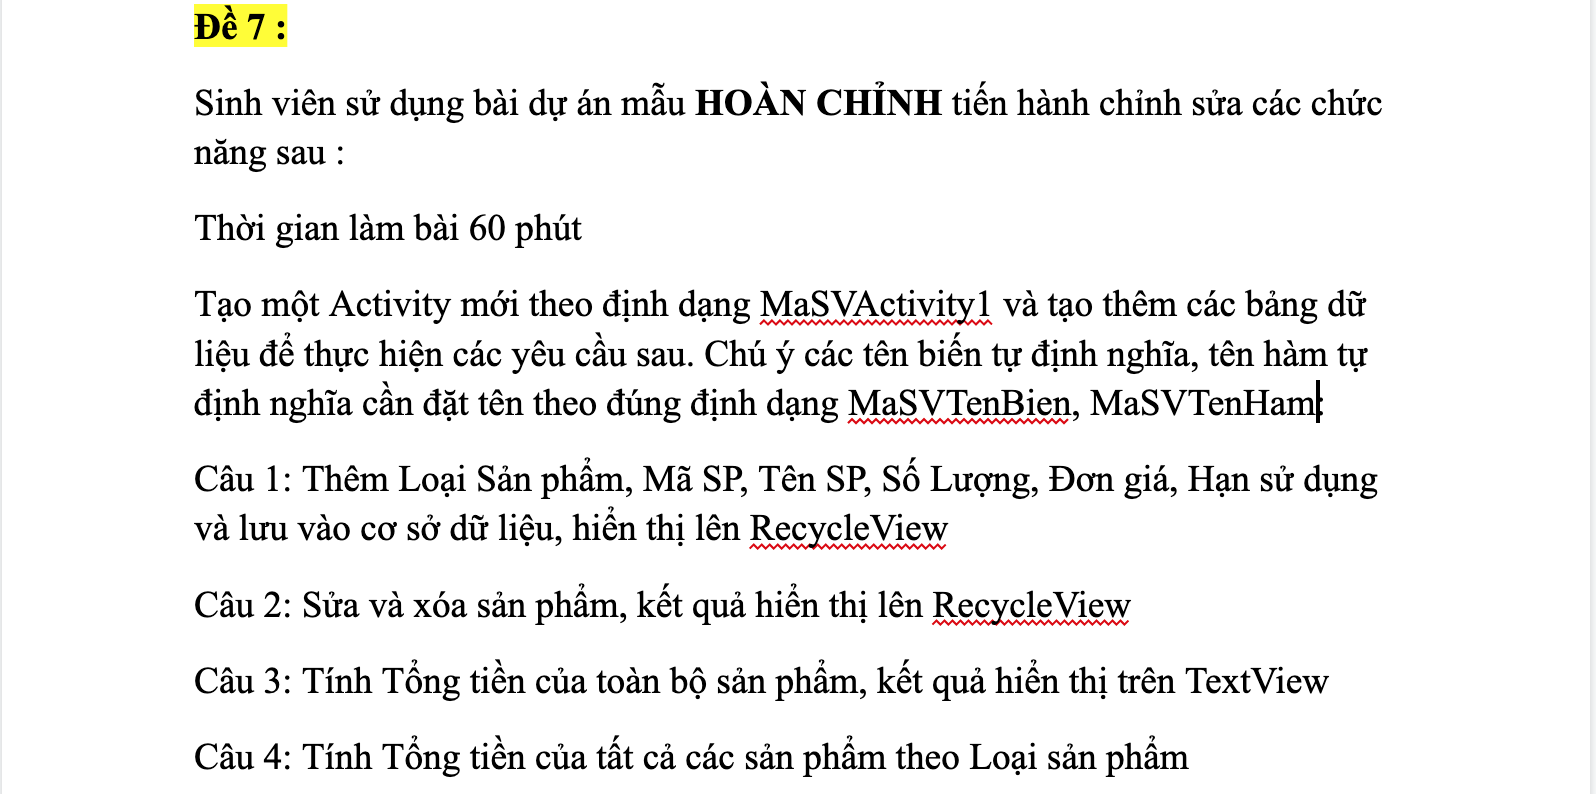 Đề 7 :
Sinh viên sử dụng bài dự án mẫu HOÀN CHỈNH tiến hành chỉnh sửa các chức
năng sau :
Thời gian làm bài 60 phút
Tạo một Activity mới theo định dạng MaSVActivity1 và tạo thêm các bảng dữ
liệu để thực hiện các yêu cầu sau. Chú ý các tên biến tự định nghĩa, tên hàm tự
định nghĩa cần đặt tên theo đúng định dạng MaSVTenBien, MaSVTenHam:
Câu 1: Thêm Loại Sản phẩm, Mã SP, Tên SP, Số Lượng, Đơn giá, Hạn sử dụng
và lưu vào cơ sở dữ liệu, hiển thị lên RecycleView
Câu 2: Sửa và xóa sản phẩm, kết quả hiển thị lên RecycleView
Câu 3: Tính Tổng tiền của toàn bộ sản phẩm, kết quả hiển thị trên TextView
Câu 4: Tính Tổng tiền của tất cả các sản phẩm theo Loại sản phẩm